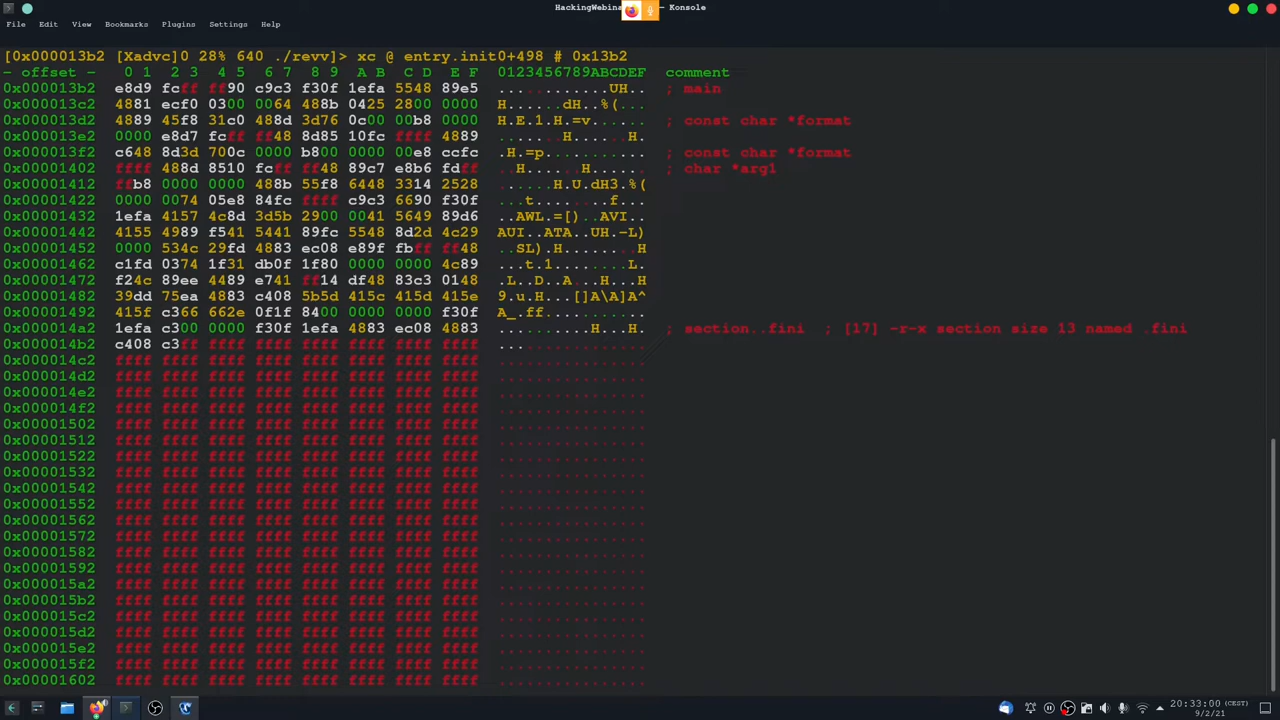 HackingWebina — Konsole
File Edit View Bookmarks Plugins Settings Help
[0x000013b2 [Xadvc]0 28% 640 ./revv]> xc @ entry.init0+498 # 0x13b2
- offset - 0 1 2 3 4 5 6 7 8 9 A B C D E F 0123456789ABCDEF comment
0x000013b2 e8d9 fcff ff90 c9c3 f30f 1efa 5548 89e5 ............UH.. ; main
0x000013c2 4881 ecf0 0300 0064 488b 0425 2800 0000 H......dH..%(...
0x000013d2 4889 45f8 31c0 488d 3d76 0c00 00b8 0000 H.E.1.H.=v...... ; const char *format
0x000013e2 0000 e8d7 fcff ff48 8d85 10fc ffff 4889 .......H......H.
0x000013f2 c648 8d3d 700c 0000 b800 0000 00e8 ccfc .H.=p........... ; const char *format
0x00001402 ffff 488d 8510 fcff ff48 89c7 e8b6 fdff ..H......H...... ; char *arg1
0x00001412 ffb8 0000 0000 488b 55f8 6448 3314 2528 ......H.U.dH3.%(
0x00001422 0000 0074 05e8 84fc ffff c9c3 6690 f30f ...t........f...
0x00001432 1efa 4157 4c8d 3d5b 2900 0041 5649 89d6 ..AWL.=[)..AVI..
0x00001442 4155 4989 f541 5441 89fc 5548 8d2d 4c29 AUI..ATA..UH.-L)
0x00001452 0000 534c 29fd 4883 ec08 e89f fbff ff48 ..SL).H........H
0x00001462 c1fd 0374 1f31 db0f 1f80 0000 0000 4c89 ...t.1........L.
0x00001472 f24c 89ee 4489 e741 ff14 df48 83c3 0148 .L..D..A...H...H
0x00001482 39dd 75ea 4883 c408 5b5d 415c 415d 415e 9.u.H...[]A\A]A^
0x00001492 415f c366 662e 0f1f 8400 0000 0000 f30f A_.ff...........
0x000014a2 1efa c300 0000 f30f 1efa 4883 ec08 4883 ..........H...H. ; section..fini ; [17] -r-x section size 13 named .fini
0x000014b2 c408 c3ff ffff ffff ffff ffff ffff ffff ................
0x000014c2 ffff ffff ffff ffff ffff ffff ffff ffff ................
0x000014d2 ffff ffff ffff ffff ffff ffff ffff ffff ................
0x000014e2 ffff ffff ffff ffff ffff ffff ffff ffff ................
0x000014f2 ffff ffff ffff ffff ffff ffff ffff ffff ................
0x00001502 ffff ffff ffff ffff ffff ffff ffff ffff ................
0x00001512 ffff ffff ffff ffff ffff ffff ffff ffff ................
0x00001522 ffff ffff ffff ffff ffff ffff ffff ffff ................
0x00001532 ffff ffff ffff ffff ffff ffff ffff ffff ................
0x00001542 ffff ffff ffff ffff ffff ffff ffff ffff ................
0x00001552 ffff ffff ffff ffff ffff ffff ffff ffff ................
0x00001562 ffff ffff ffff ffff ffff ffff ffff ffff ................
0x00001572 ffff ffff ffff ffff ffff ffff ffff ffff ................
0x00001582 ffff ffff ffff ffff ffff ffff ffff ffff ................
0x00001592 ffff ffff ffff ffff ffff ffff ffff ffff ................
0x000015a2 ffff ffff ffff ffff ffff ffff ffff ffff ................
0x000015b2 ffff ffff ffff ffff ffff ffff ffff ffff ................
0x000015c2 ffff ffff ffff ffff ffff ffff ffff ffff ................
0x000015d2 ffff ffff ffff ffff ffff ffff ffff ffff ................
0x000015e2 ffff ffff ffff ffff ffff ffff ffff ffff ................
0x000015f2 ffff ffff ffff ffff ffff ffff ffff ffff ................
0x00001602 ffff ffff ffff ffff ffff ffff ffff ffff ................
20:33:00 (CEST)
9/2/21